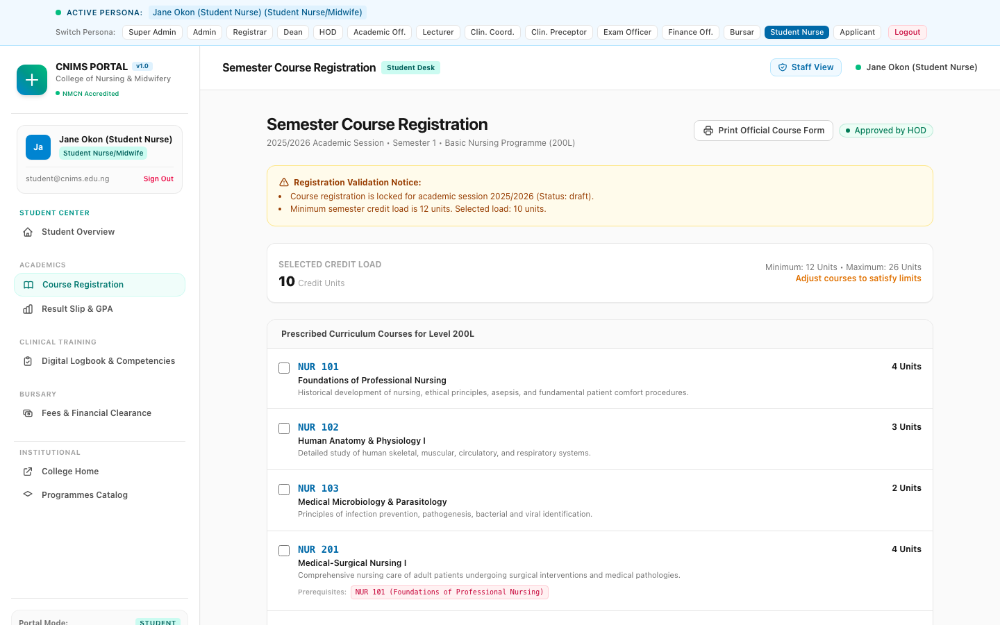 ACTIVE PERSONA: Jane Okon (Student Nurse) (Student Nurse/Midwife)
Switch Persona: Super Admin Admin Registrar Dean HOD Academic Off. Lecturer Clin. Coord. Clin. Preceptor Exam Officer Finance Off. Bursar Student Nurse Applicant Logout
CNIMS PORTAL v1.0
College of Nursing & Midwifery
NMCN Accredited
Ja
Jane Okon (Student Nurse)
Student Nurse/Midwife
student@cnims.edu.ng Sign Out
STUDENT CENTER
Student Overview
ACADEMICS
Course Registration
Result Slip & GPA
CLINICAL TRAINING
Digital Logbook & Competencies
BURSARY
Fees & Financial Clearance
INSTITUTIONAL
College Home
Programmes Catalog
Portal Mode: STUDENT
Semester Course Registration Student Desk
Staff View Jane Okon (Student Nurse)
Semester Course Registration
2025/2026 Academic Session • Semester 1 • Basic Nursing Programme (200L)
Print Official Course Form Approved by HOD
Registration Validation Notice:
• Course registration is locked for academic session 2025/2026 (Status: draft).
• Minimum semester credit load is 12 units. Selected load: 10 units.
SELECTED CREDIT LOAD
10 Credit Units
Minimum: 12 Units • Maximum: 26 Units
Adjust courses to satisfy limits
Prescribed Curriculum Courses for Level 200L
NUR 101 4 Units
Foundations of Professional Nursing
Historical development of nursing, ethical principles, asepsis, and fundamental patient comfort procedures.
NUR 102 3 Units
Human Anatomy & Physiology I
Detailed study of human skeletal, muscular, circulatory, and respiratory systems.
NUR 103 2 Units
Medical Microbiology & Parasitology
Principles of infection prevention, pathogenesis, bacterial and viral identification.
NUR 201 4 Units
Medical-Surgical Nursing I
Comprehensive nursing care of adult patients undergoing surgical interventions and medical pathologies.
Prerequisites: NUR 101 (Foundations of Professional Nursing)